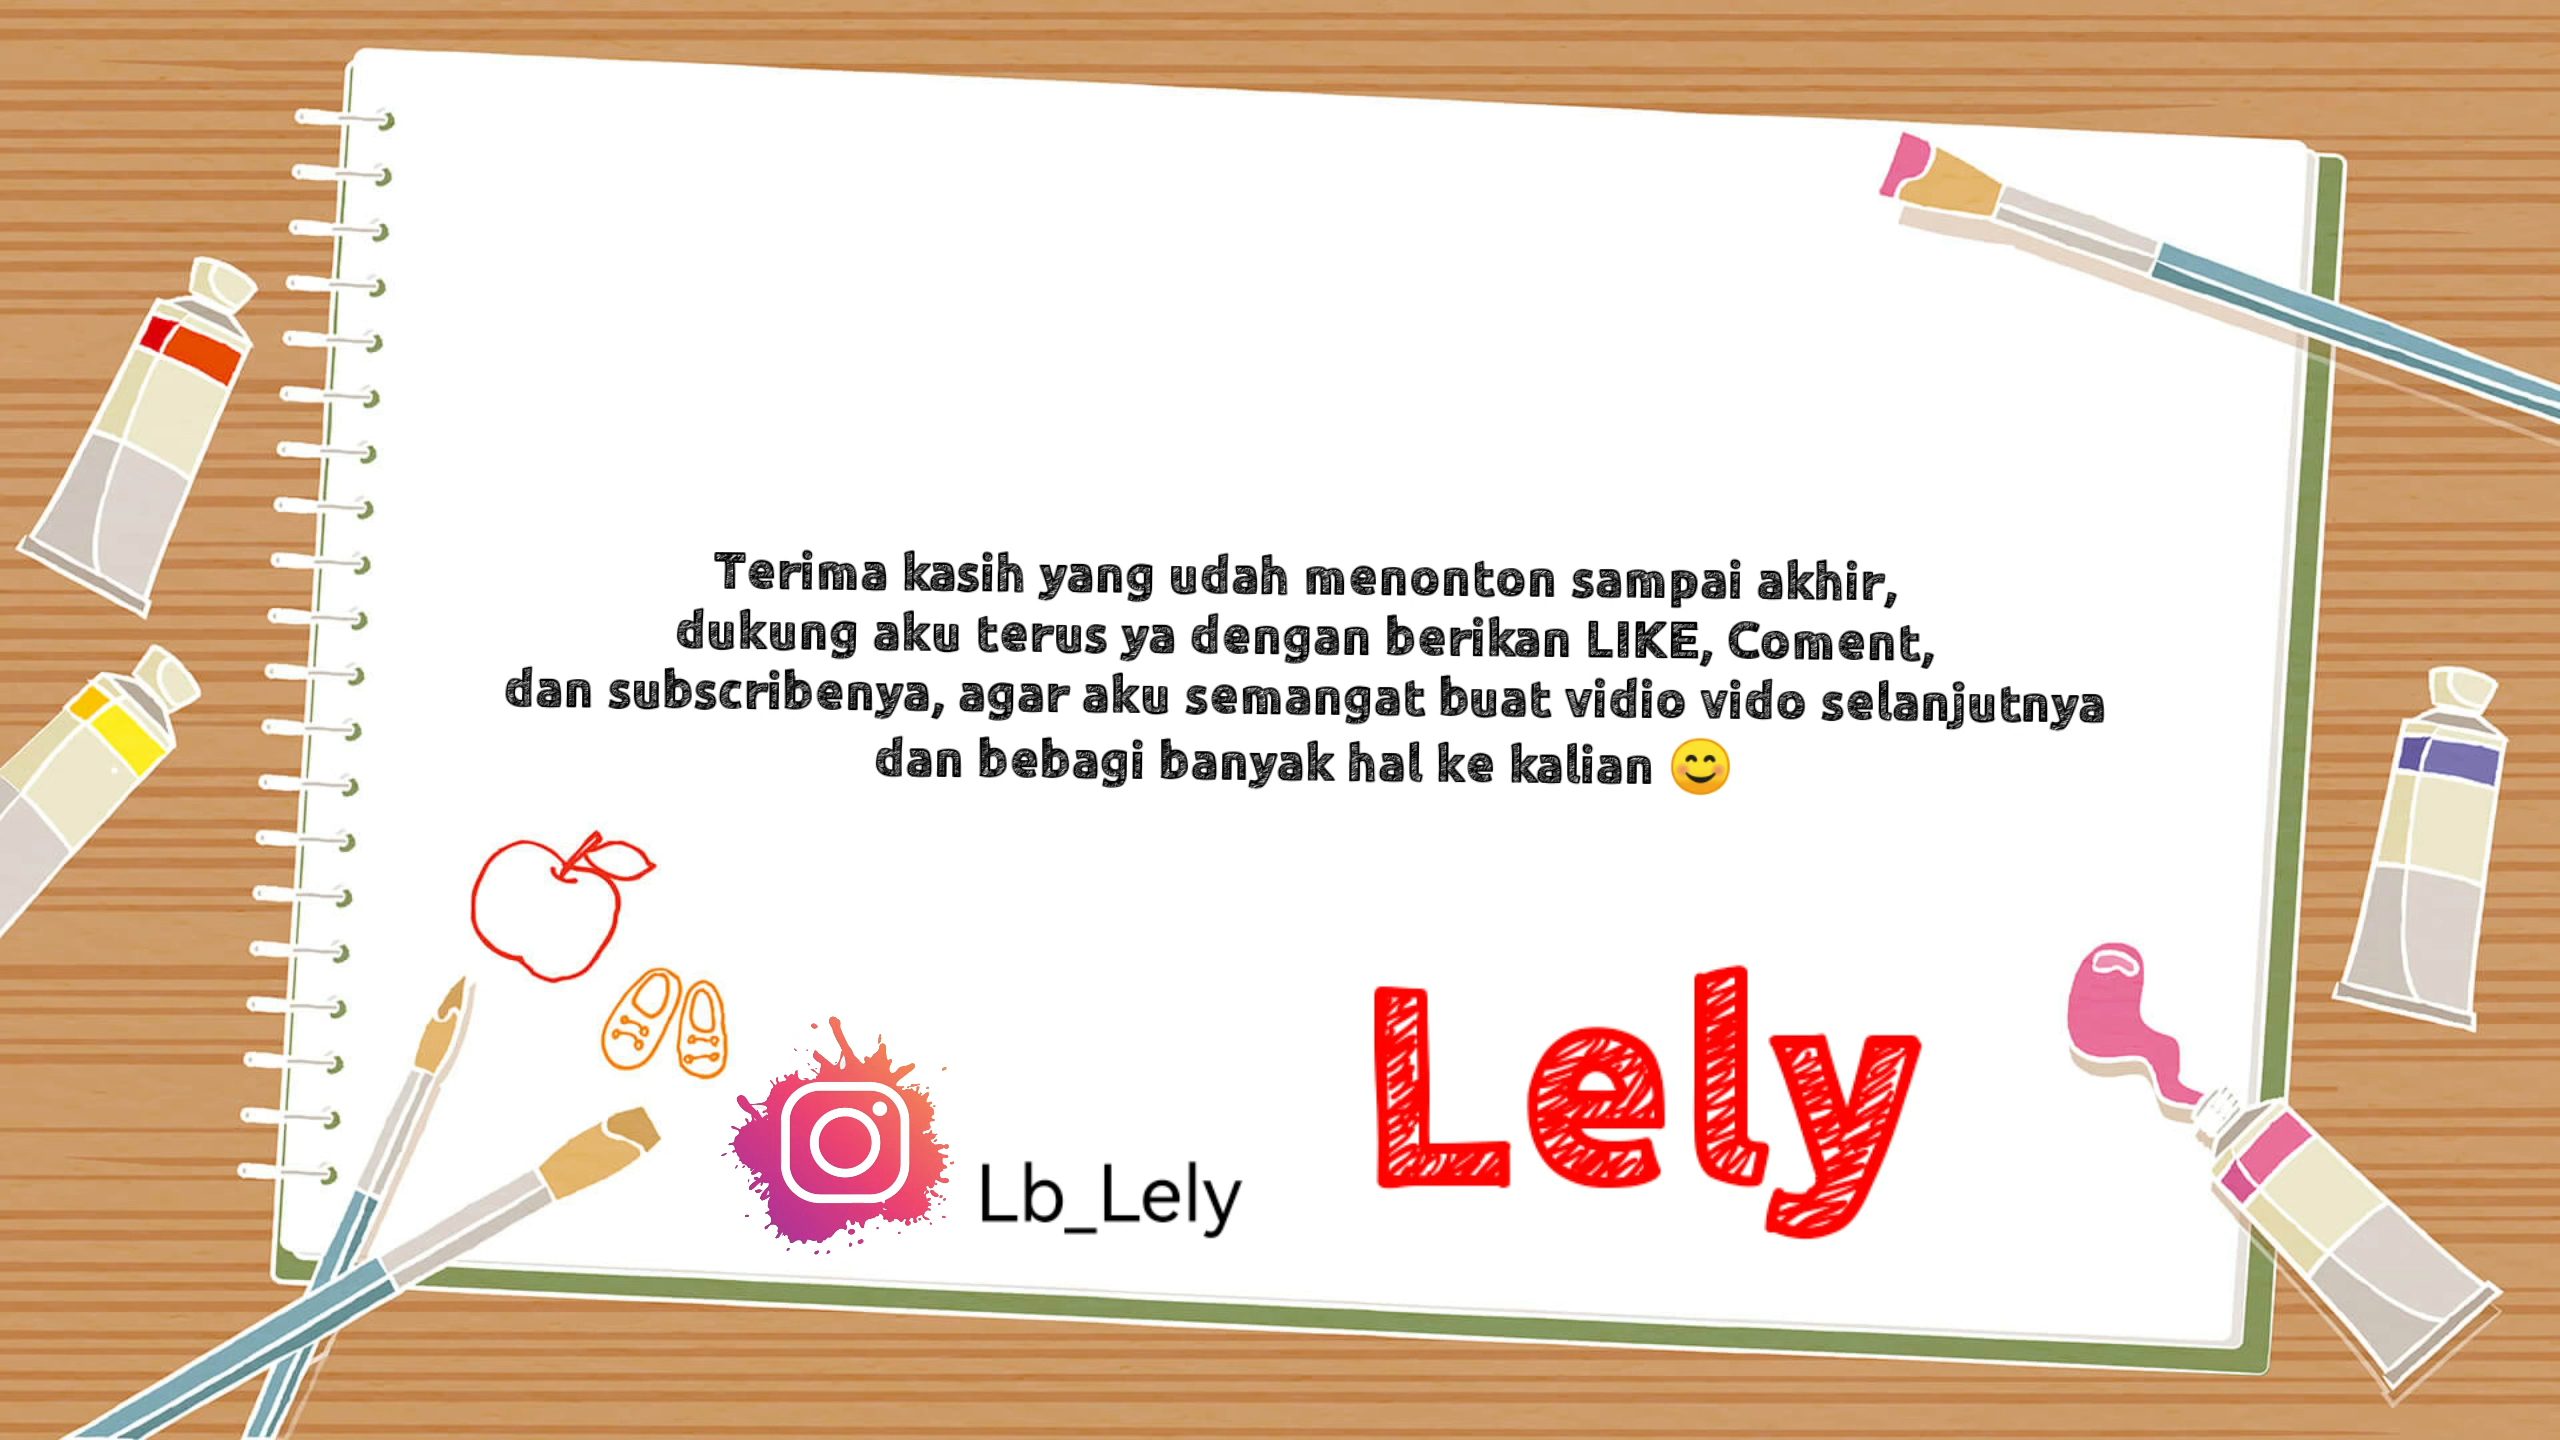 Terima kasih yang udah menonton sampai akhir,
dukung aku terus ya dengan berikan LIKE, Coment,
dan subscribenya, agar aku semangat buat vidio vido selanjutnya
dan bebagi banyak hal ke kalian 😊
Lb_Lely
Lely